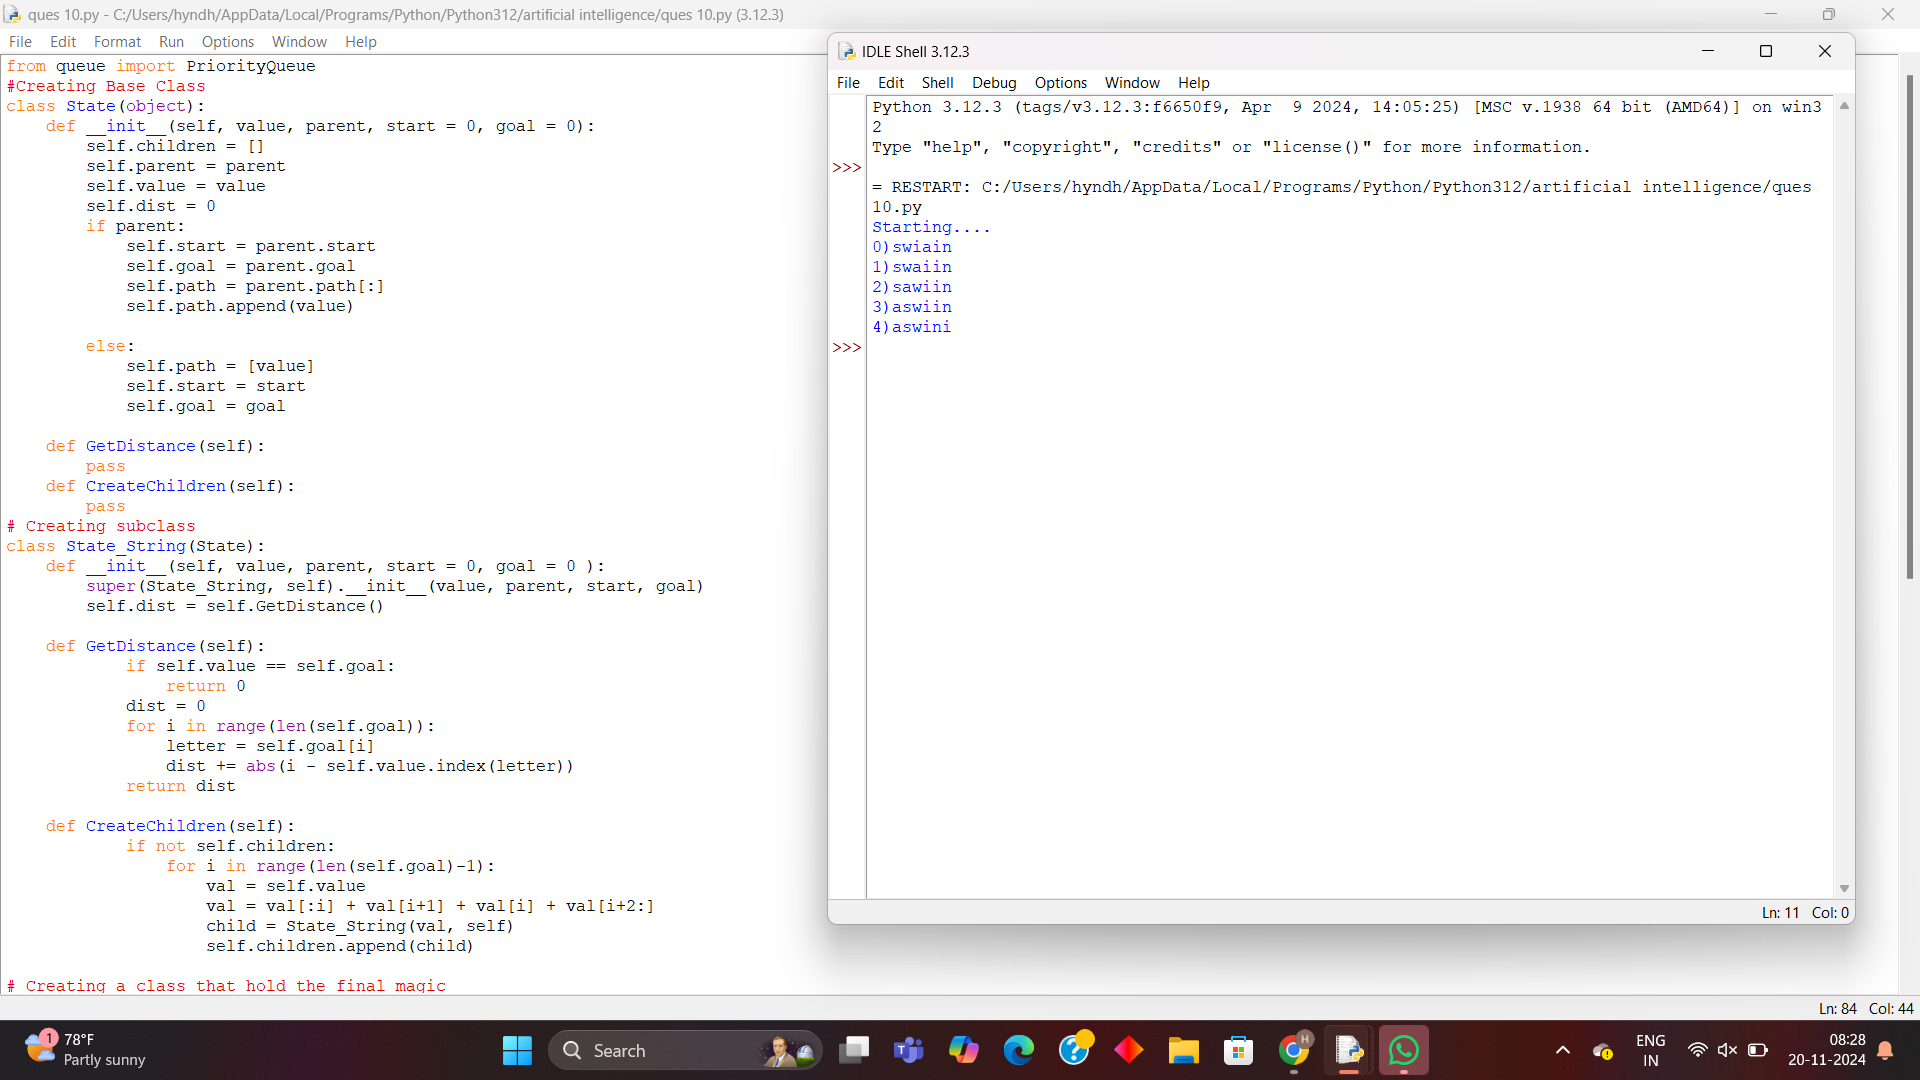 ques 10.py - C:/Users/hyndh/AppData/Local/Programs/Python/Python312/artificial intelligence/ques 10.py (3.12.3)
File Edit Format Run Options Window Help
from queue import PriorityQueue
#Creating Base Class
class State(object):
    def __init__(self, value, parent, start = 0, goal = 0):
        self.children = []
        self.parent = parent
        self.value = value
        self.dist = 0
        if parent:
            self.start = parent.start
            self.goal = parent.goal
            self.path = parent.path[:]
            self.path.append(value)
        else:
            self.path = [value]
            self.start = start
            self.goal = goal
    def GetDistance(self):
        pass
    def CreateChildren(self):
        pass
# Creating subclass
class State_String(State):
    def __init__(self, value, parent, start = 0, goal = 0 ):
        super(State_String, self).__init__(value, parent, start, goal)
        self.dist = self.GetDistance()
    def GetDistance(self):
            if self.value == self.goal:
                return 0
            dist = 0
            for i in range(len(self.goal)):
                letter = self.goal[i]
                dist += abs(i - self.value.index(letter))
            return dist
    def CreateChildren(self):
            if not self.children:
                for i in range(len(self.goal)-1):
                    val = self.value
                    val = val[:i] + val[i+1] + val[i] + val[i+2:]
                    child = State_String(val, self)
                    self.children.append(child)
# Creating a class that hold the final magic
Ln: 84 Col: 44
IDLE Shell 3.12.3
File Edit Shell Debug Options Window Help
Python 3.12.3 (tags/v3.12.3:f6650f9, Apr  9 2024, 14:05:25) [MSC v.1938 64 bit (AMD64)] on win3
2
Type "help", "copyright", "credits" or "license()" for more information.
>>>
= RESTART: C:/Users/hyndh/AppData/Local/Programs/Python/Python312/artificial intelligence/ques
10.py
Starting....
0)swiain
1)swaiin
2)sawiin
3)aswiin
4)aswini
>>>
Ln: 11 Col: 0
1
78°F
Partly sunny
Search
H
ENG
IN
08:28
20-11-2024